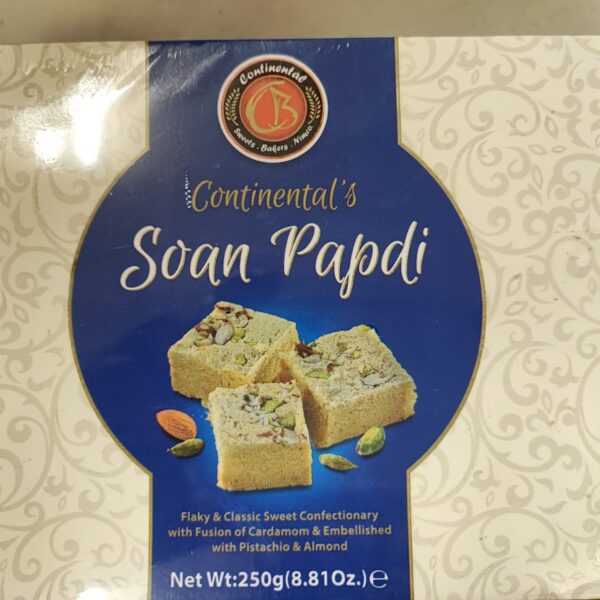 Continental
CB
Sweets · Bakers · Nimco
Continental's
Soan Papdi
Flaky & Classic Sweet Confectionary
with Fusion of Cardamom & Embellished
with Pistachio & Almond
Net Wt:250g(8.81Oz.)℮